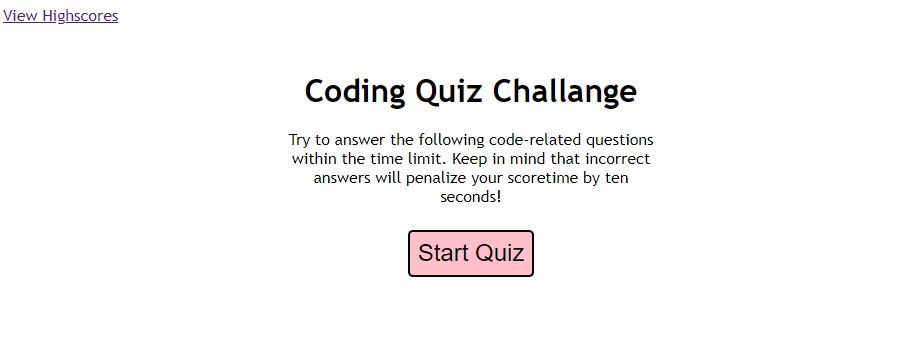 View Highscores
Coding Quiz Challange
Try to answer the following code-related questions
within the time limit. Keep in mind that incorrect
answers will penalize your scoretime by ten
seconds!
Start Quiz